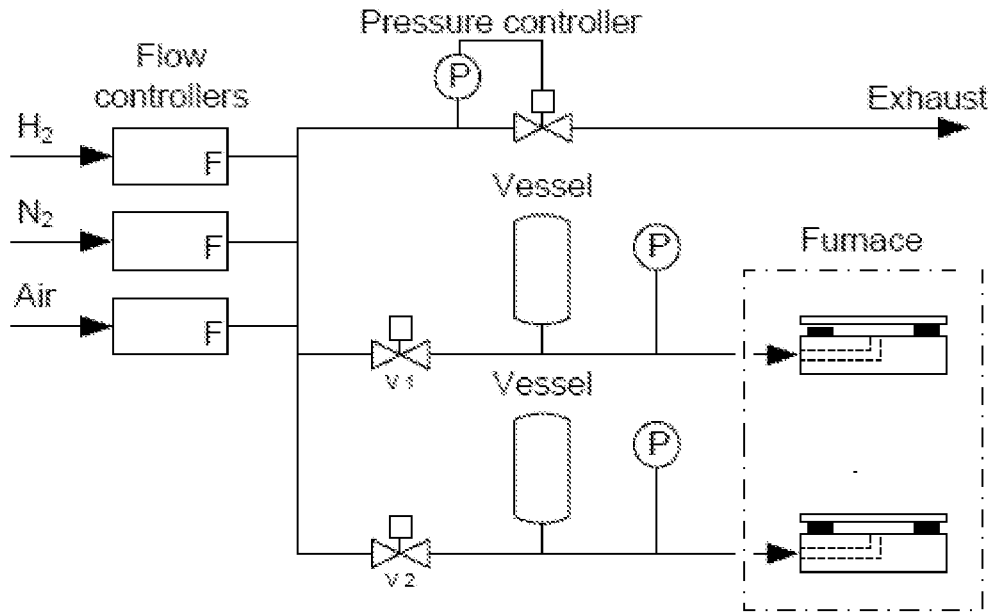 Pressure controller
Flow
controllers
P
Exhaust
H₂
F
Vessel
N₂
F
P
Furnace
Air
F
V 1
Vessel
P
V 2